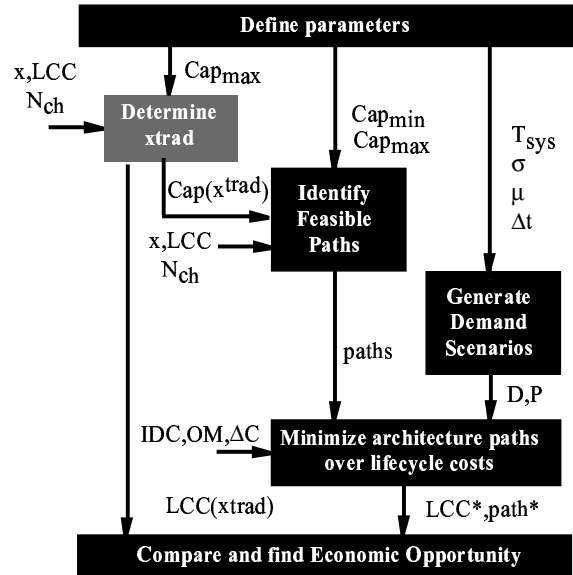 Define parameters
x,LCC
Nch
Capmax
Determine
xtrad
Capmin
Capmax
Tsys
σ
μ
Δt
Cap(xtrad)
Identify
Feasible
Paths
x,LCC
Nch
Generate
Demand
Scenarios
paths
D,P
IDC,OM,ΔC
Minimize architecture paths
over lifecycle costs
LCC(xtrad)
LCC*,path*
Compare and find Economic Opportunity